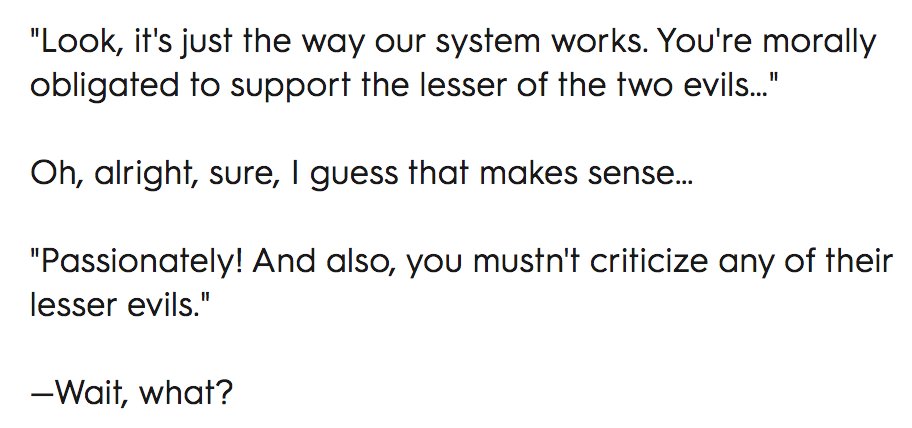 "Look, it's just the way our system works. You're morally
obligated to support the lesser of the two evils..."
Oh, alright, sure, I guess that makes sense...
"Passionately! And also, you mustn't criticize any of their
lesser evils."
—Wait, what?